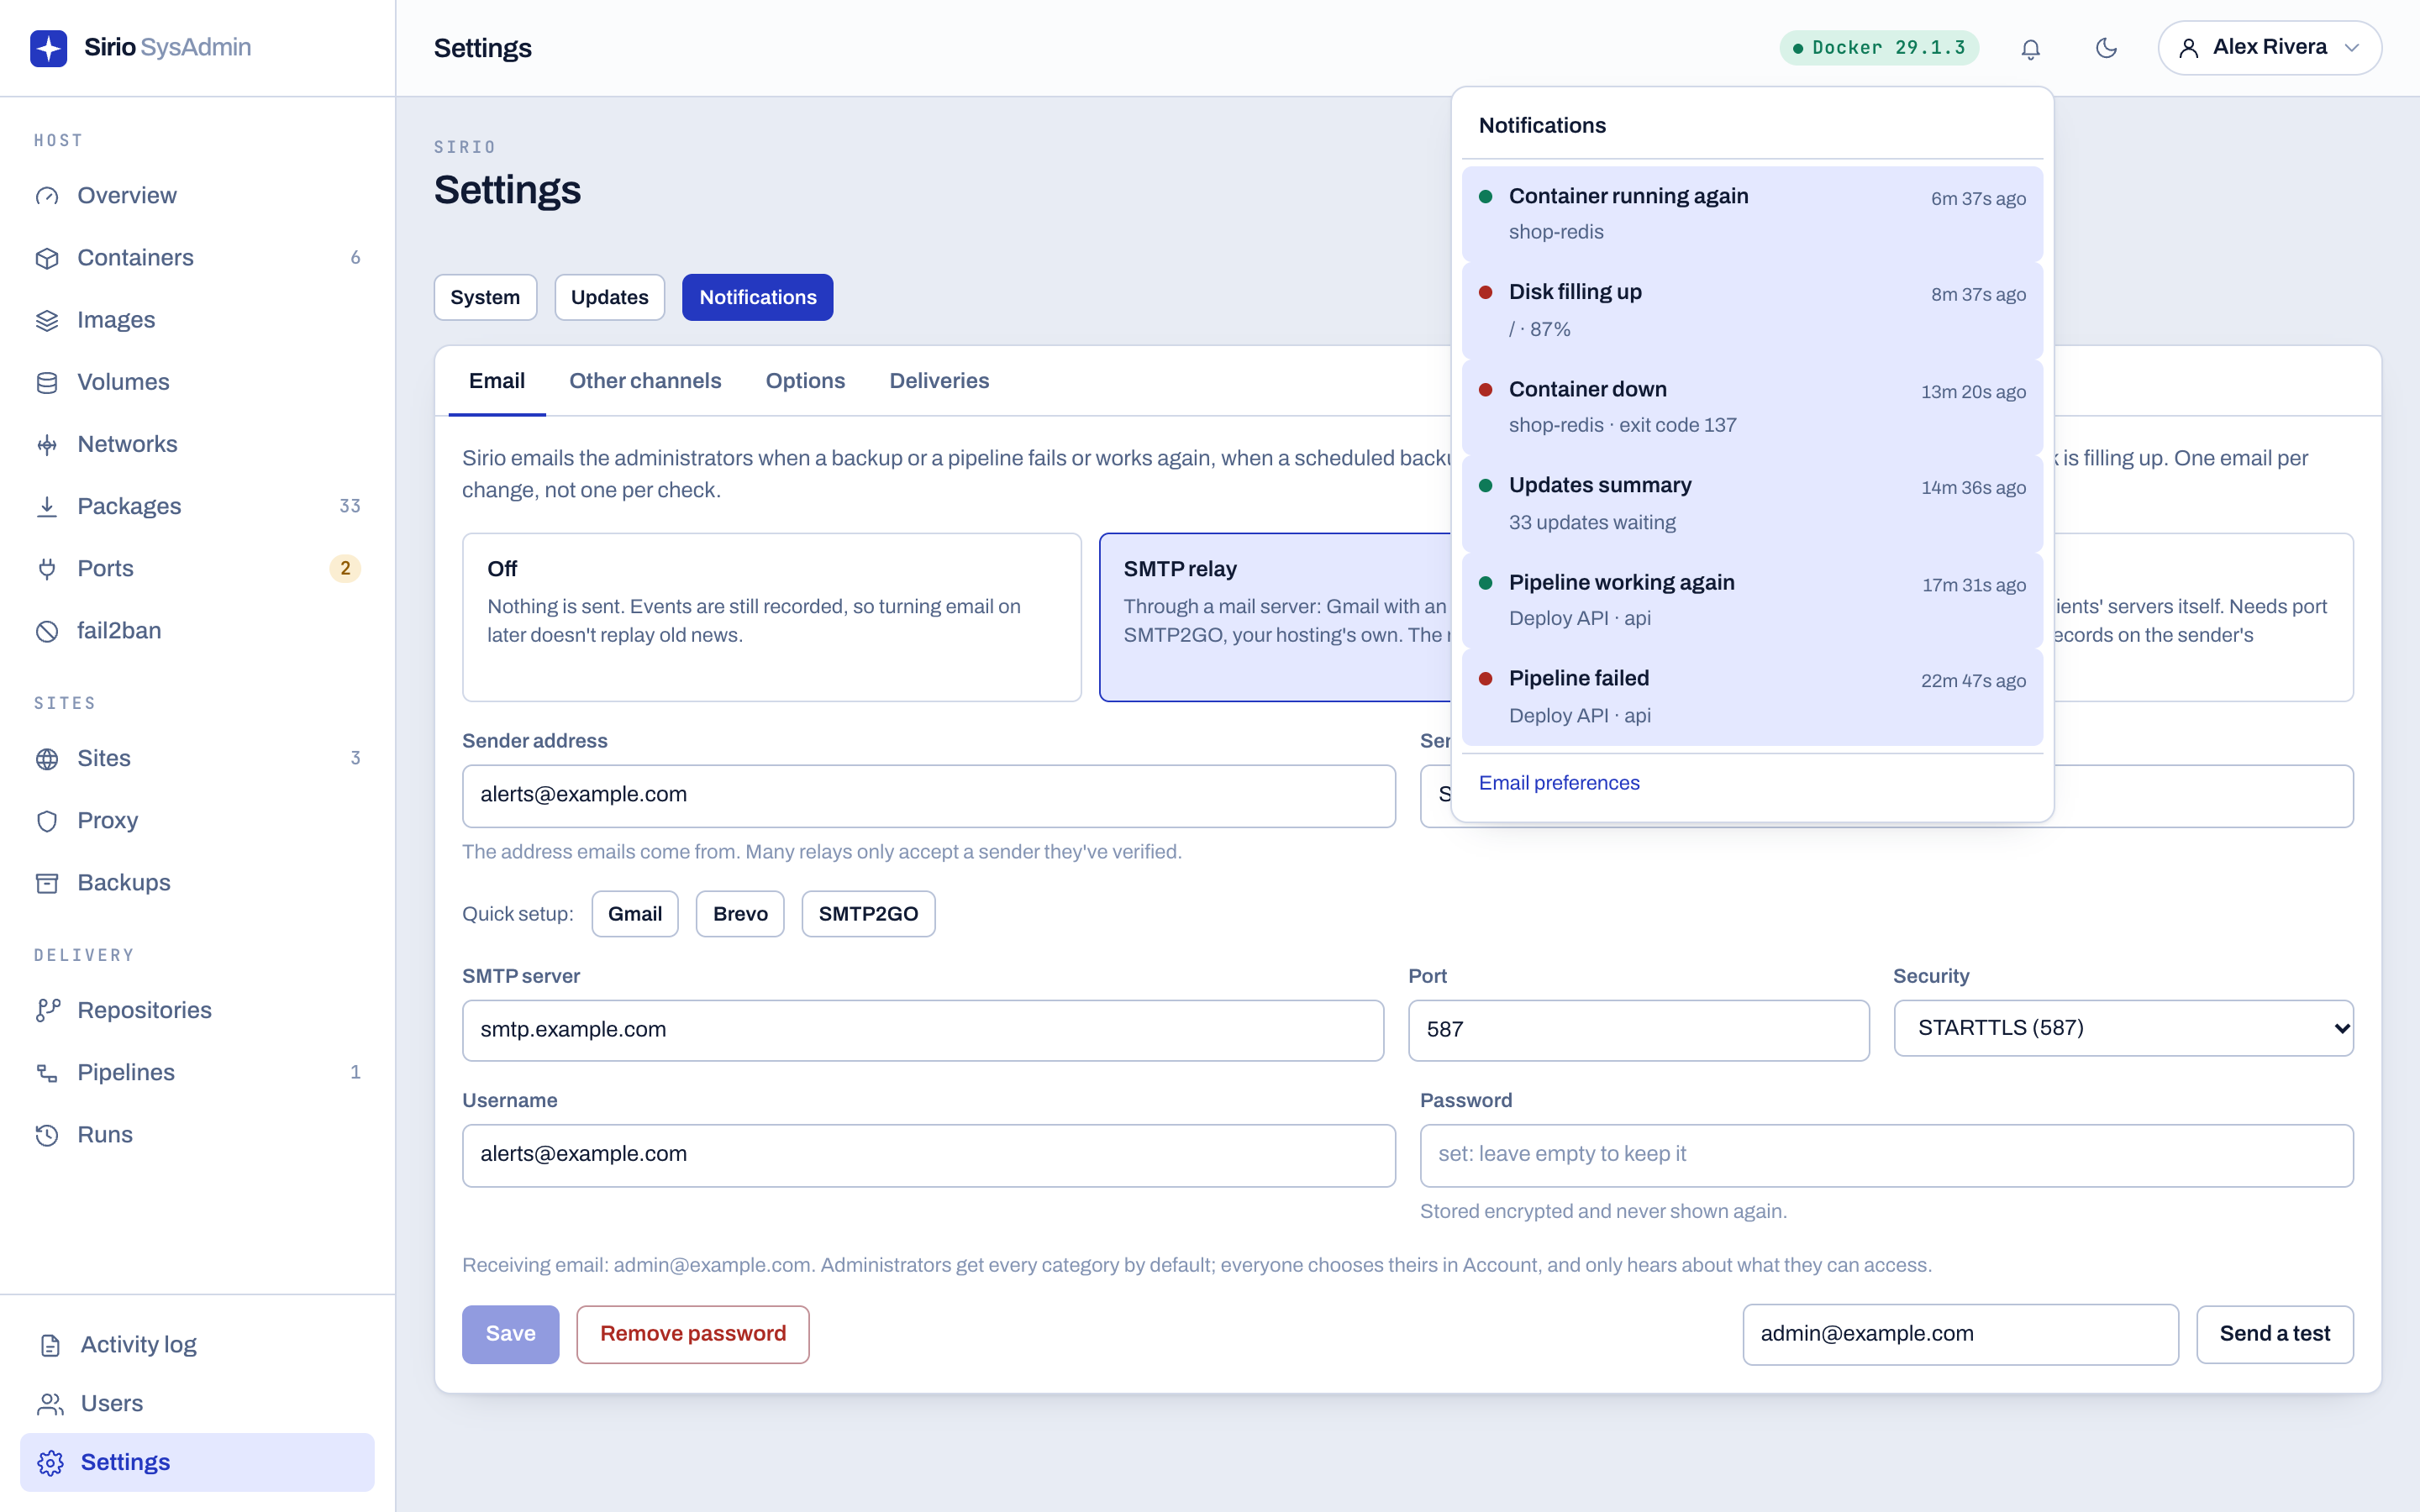 Sirio SysAdmin
Settings
Docker 29.1.3
Alex Rivera
HOST
Overview
Containers 6
Images
Volumes
Networks
Packages 33
Ports 2
fail2ban
SITES
Sites 3
Proxy
Backups
DELIVERY
Repositories
Pipelines 1
Runs
Activity log
Users
Settings
SIRIO
Settings
System Updates Notifications
Email Other channels Options Deliveries
Sirio emails the administrators when a backup or a pipeline fails or works again, when a scheduled is filling up. One email per
change, not one per check.
Off
Nothing is sent. Events are still recorded, so turning email on
later doesn't replay old news.
SMTP relay
Through a mail server: Gmail with an
SMTP2GO, your hosting's own. The
servers itself. Needs port
on the sender's
Sender address
alerts@example.com
The address emails come from. Many relays only accept a sender they've verified.
Quick setup: Gmail Brevo SMTP2GO
SMTP server Port Security
smtp.example.com 587 STARTTLS (587)
Username Password
alerts@example.com set: leave empty to keep it
Stored encrypted and never shown again.
Receiving email: admin@example.com. Administrators get every category by default; everyone chooses theirs in Account, and only hears about what they can access.
Save Remove password admin@example.com Send a test
Notifications
Container running again 6m 37s ago
shop-redis
Disk filling up 8m 37s ago
/ · 87%
Container down 13m 20s ago
shop-redis · exit code 137
Updates summary 14m 36s ago
33 updates waiting
Pipeline working again 17m 31s ago
Deploy API · api
Pipeline failed 22m 47s ago
Deploy API · api
Email preferences